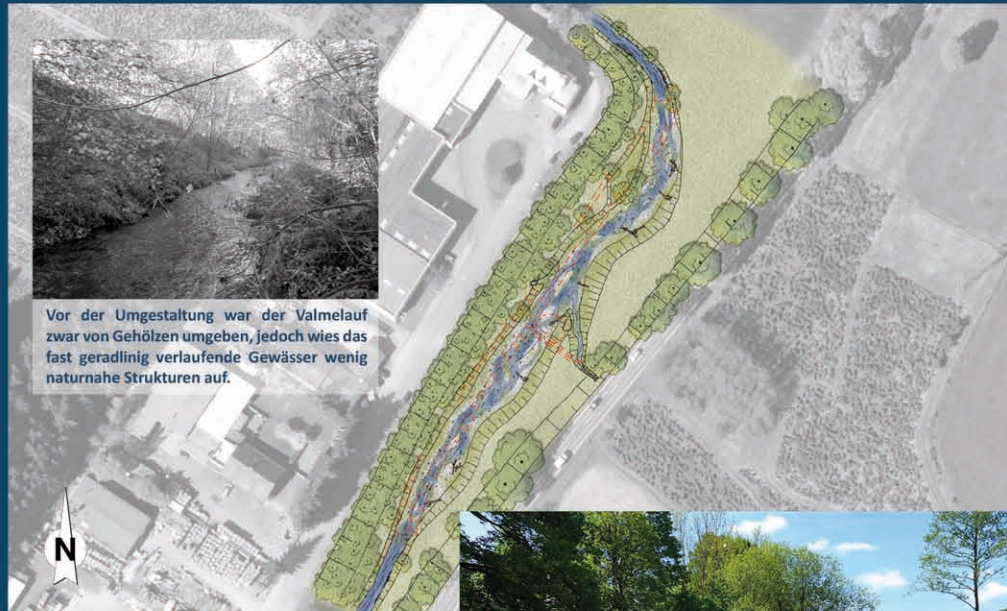 Vor der Umgestaltung war der Valmelauf
zwar von Gehölzen umgeben, jedoch wies das
fast geradlinig verlaufende Gewässer wenig
naturnahe Strukturen auf.
N